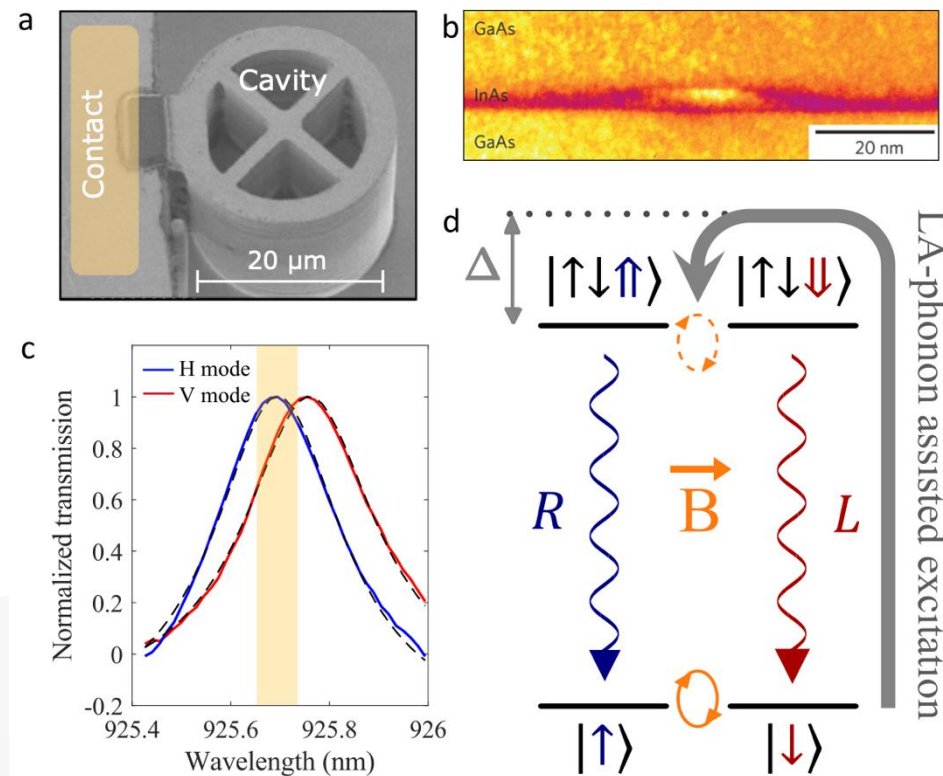 a
Contact
Cavity
20 μm
b
GaAs
InAs
GaAs
20 nm
c
H mode
V mode
Normalized transmission
1
0.8
0.6
0.4
0.2
0
-0.2
925.4
925.6
925.8
926
Wavelength (nm)
d
Δ
|↑↓⇑⟩
|↑↓⇓⟩
R
B
L
|↑⟩
|↓⟩
LA-phonon assisted excitation